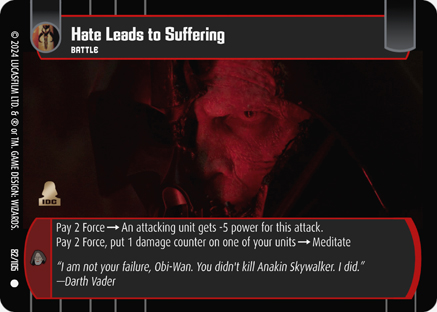 Hate Leads to Suffering
BATTLE
IDC
Pay 2 Force → An attacking unit gets -5 power for this attack.
Pay 2 Force, put 1 damage counter on one of your units → Meditate
"I am not your failure, Obi-Wan. You didn't kill Anakin Skywalker. I did."
—Darth Vader
© 2024 LUCASFILM LTD. & ® or TM. GAME DESIGN: WIZARDS.
82/105